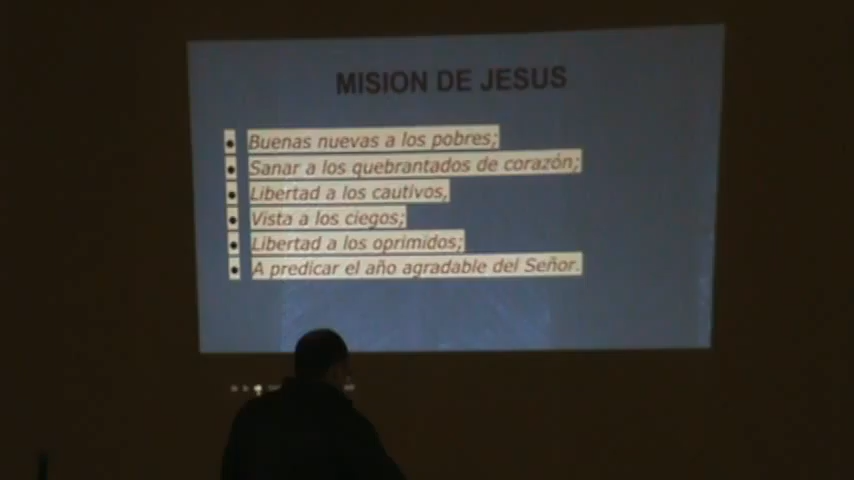 MISION DE JESUS
• Buenas nuevas a los pobres;
• Sanar a los quebrantados de corazón;
• Libertad a los cautivos,
• Vista a los ciegos;
• Libertad a los oprimidos;
• A predicar el año agradable del Señor.